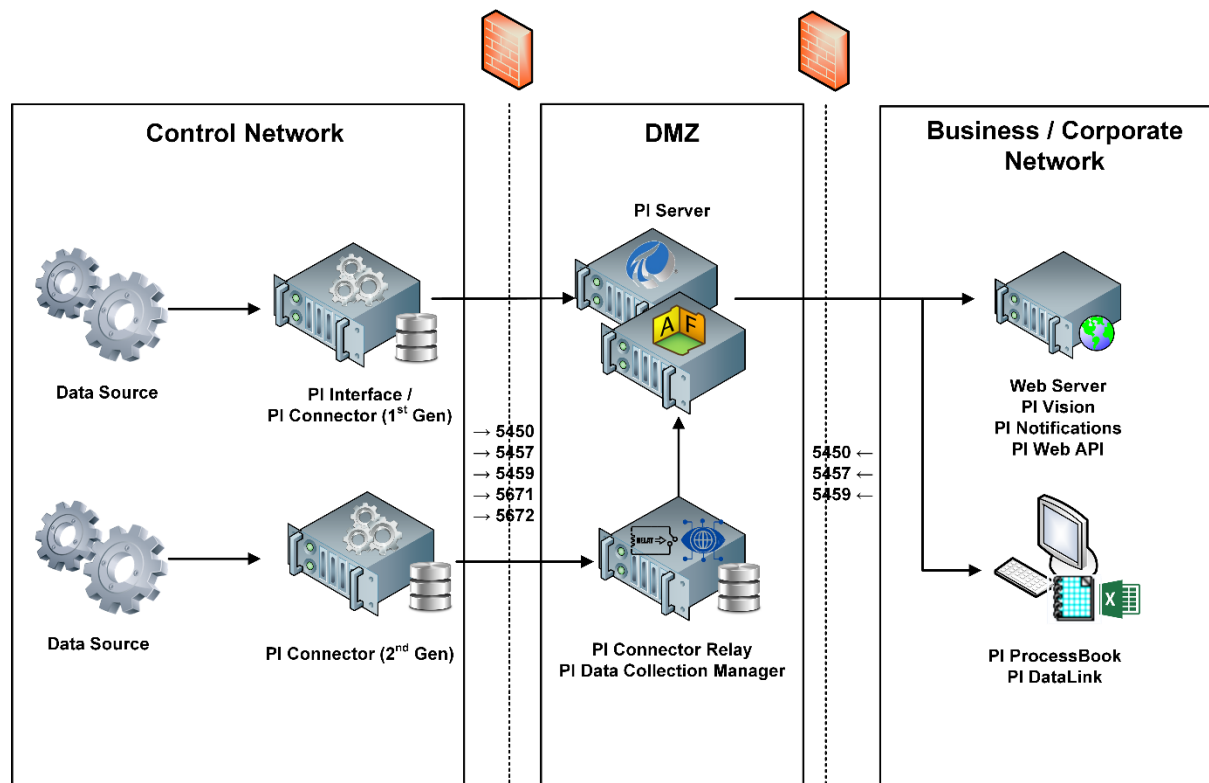 Control Network
DMZ
Business / Corporate
Network
PI Server
Data Source
PI Interface /
PI Connector (1st Gen)
Web Server
PI Vision
PI Notifications
PI Web API
→ 5450
→ 5457
→ 5459
→ 5671
→ 5672
5450 ←
5457 ←
5459 ←
A F
RELAY
X
Data Source
PI Connector (2nd Gen)
PI Connector Relay
PI Data Collection Manager
PI ProcessBook
PI DataLink